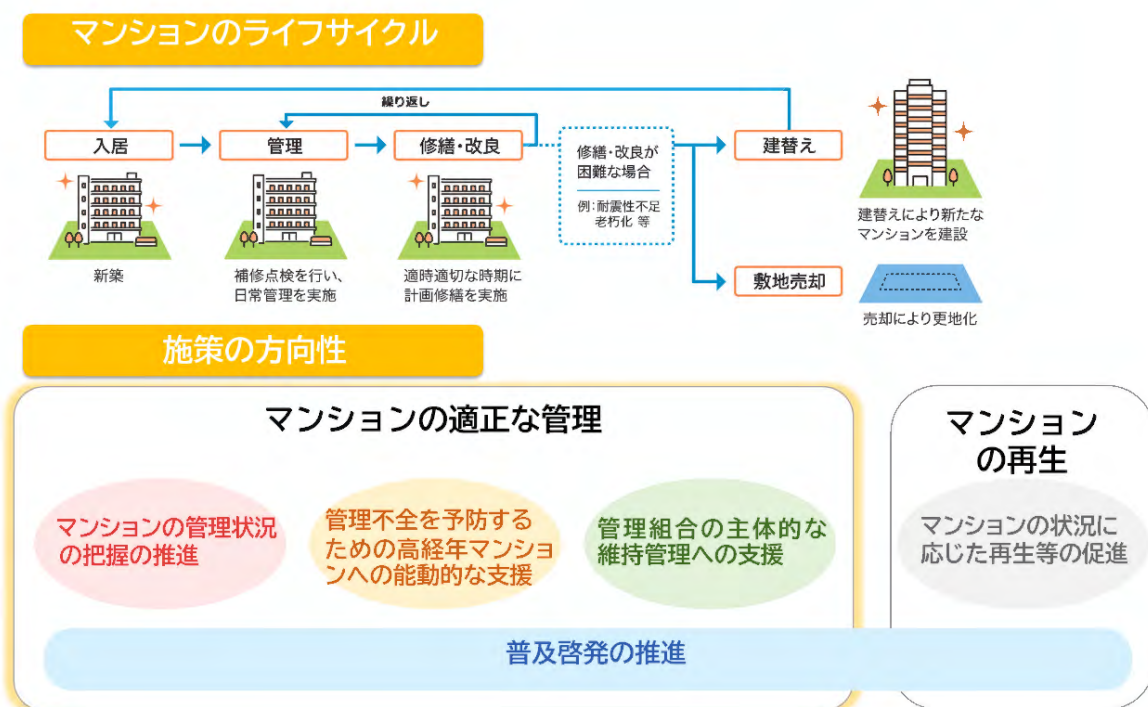 マンションのライフサイクル
繰り返し
入居
管理
修繕・改良
修繕・改良が
困難な場合
例:耐震性不足
老朽化 等
建替え
敷地売却
新築
補修点検を行い、
日常管理を実施
適時適切な時期に
計画修繕を実施
建替えにより新たな
マンションを建設
売却により更地化
施策の方向性
マンションの適正な管理
マンションの管理状況
の把握の推進
管理不全を予防する
ための高経年マンショ
ンへの能動的な支援
管理組合の主体的な
維持管理への支援
マンション
の再生
マンションの状況に
応じた再生等の促進
普及啓発の推進